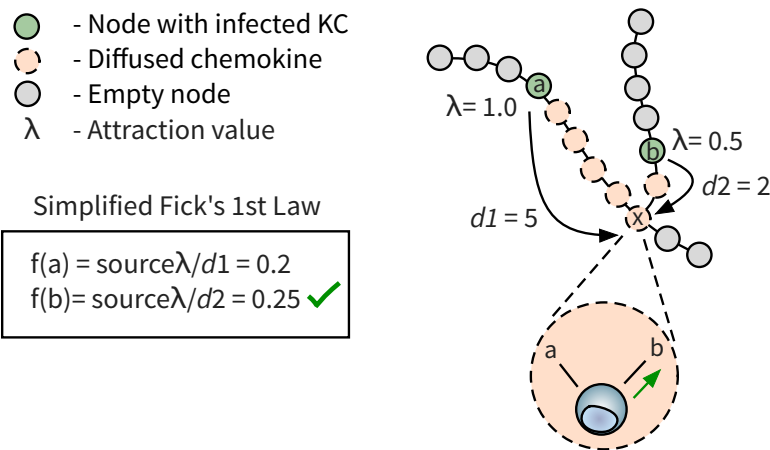 - Node with infected KC
- Diffused chemokine
- Empty node
λ - Attraction value
Simplified Fick's 1st Law
f(a) = sourceλ/d1 = 0.2
f(b)= sourceλ/d2 = 0.25
a
λ= 1.0
b
λ= 0.5
d1 = 5
d2 = 2
x
a
b